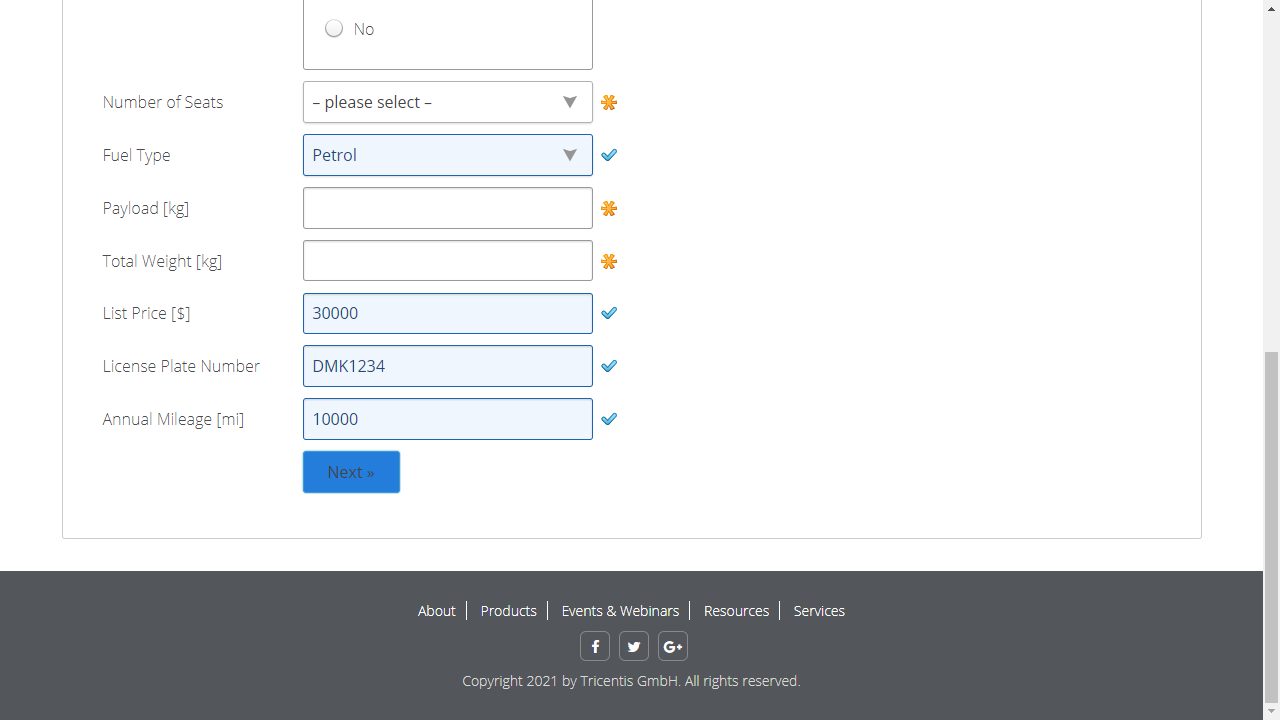 No
Number of Seats – please select –
Fuel Type Petrol
Payload [kg]
Total Weight [kg]
List Price [$] 30000
License Plate Number DMK1234
Annual Mileage [mi] 10000
Next »
About Products Events & Webinars Resources Services
Copyright 2021 by Tricentis GmbH. All rights reserved.